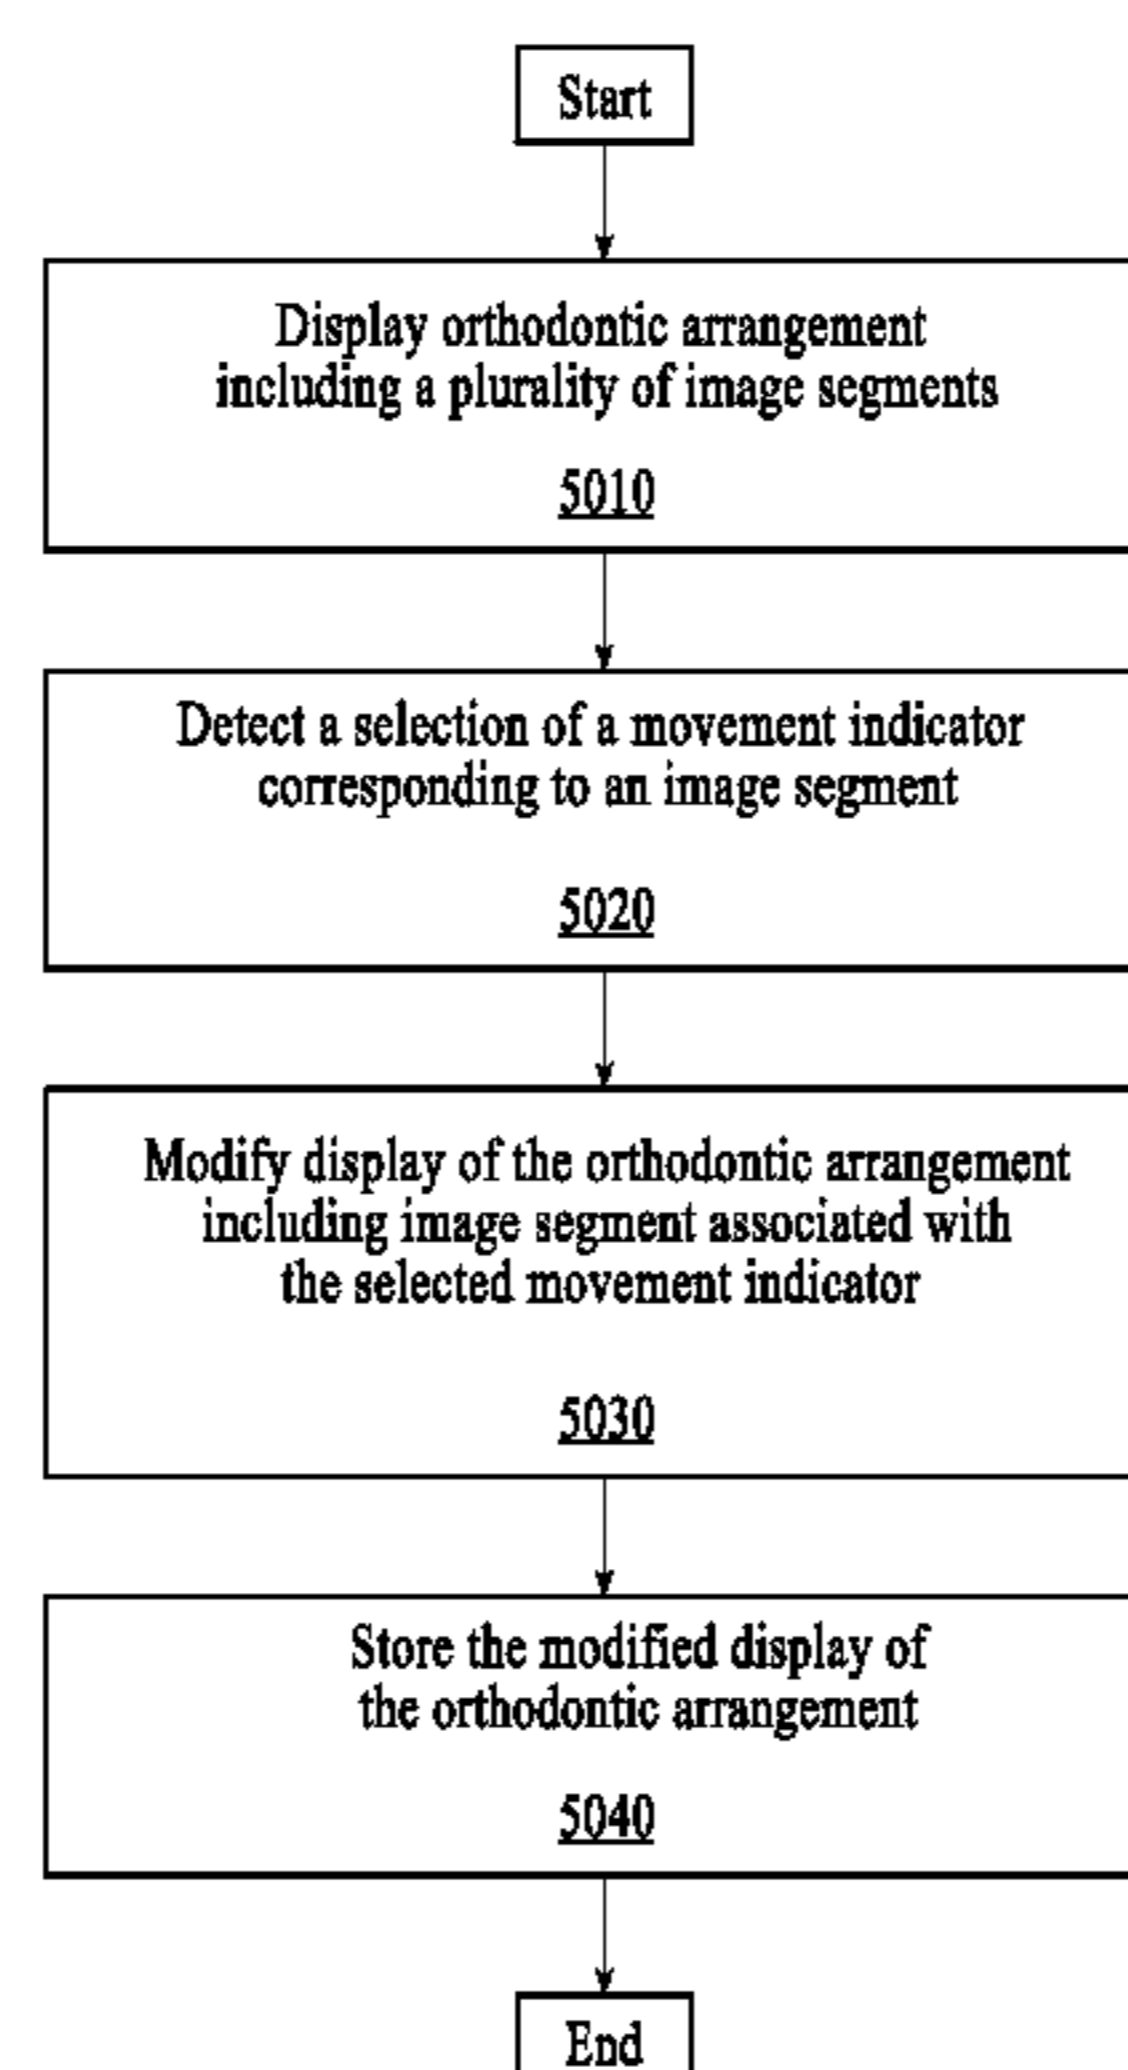 Start
Display orthodontic arrangement
including a plurality of image segments
5010
Detect a selection of a movement indicator
corresponding to an image segment
5020
Modify display of the orthodontic arrangement
including image segment associated with
the selected movement indicator
5030
Store the modified display of
the orthodontic arrangement
5040
End